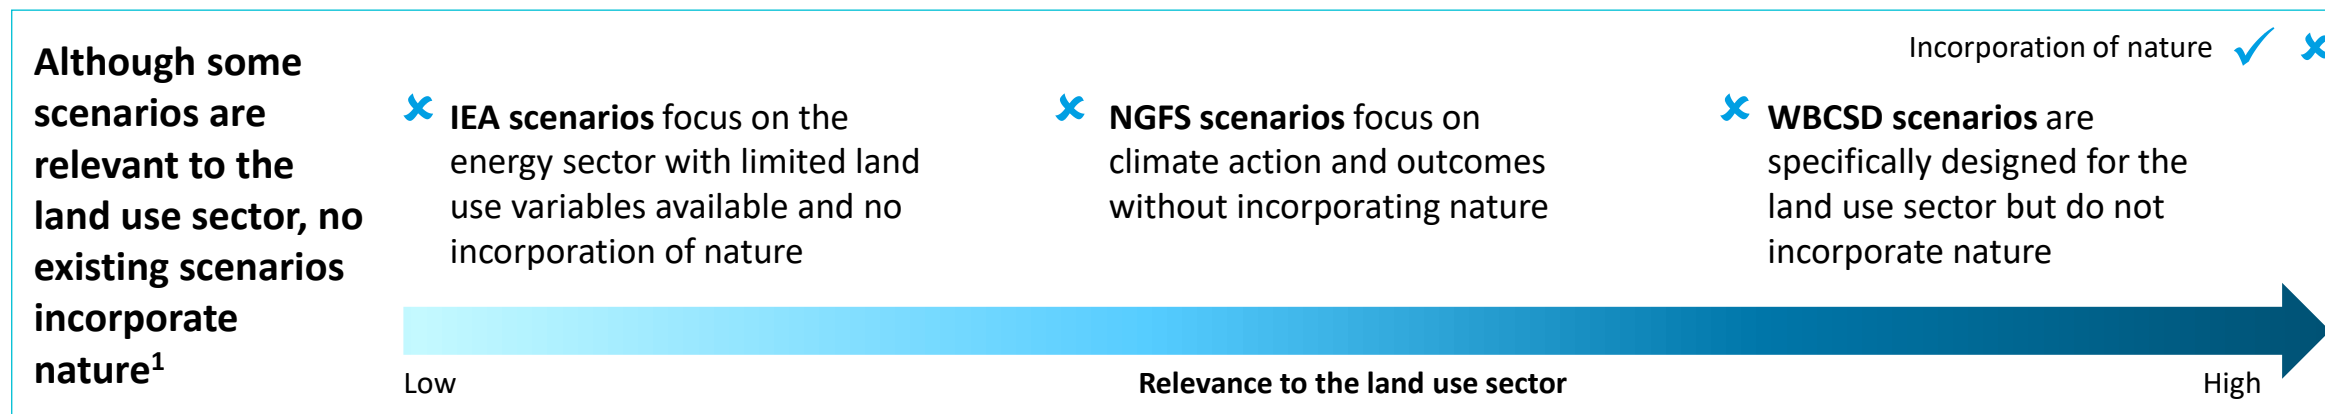 Although some
scenarios are
relevant to the
land use sector, no
existing scenarios
incorporate
nature¹
Incorporation of nature ✓ ✘
✘ IEA scenarios focus on the
energy sector with limited land
use variables available and no
incorporation of nature
✘ NGFS scenarios focus on
climate action and outcomes
without incorporating nature
✘ WBCSD scenarios are
specifically designed for the
land use sector but do not
incorporate nature
Low
Relevance to the land use sector
High